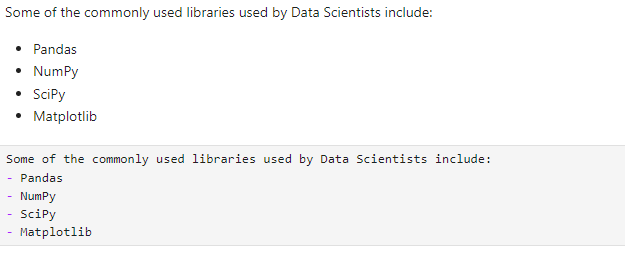 Some of the commonly used libraries used by Data Scientists include:
• Pandas
• NumPy
• SciPy
• Matplotlib
Some of the commonly used libraries used by Data Scientists include:
- Pandas
- NumPy
- SciPy
- Matplotlib